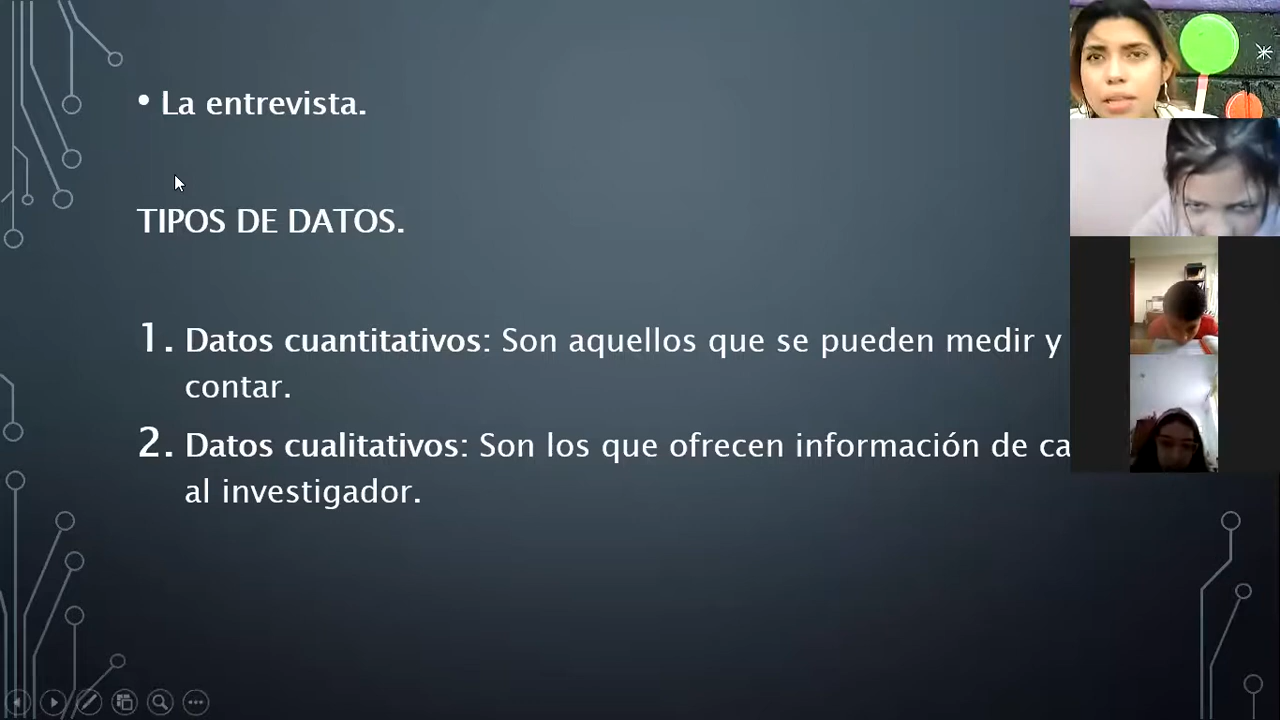 • La entrevista.
TIPOS DE DATOS.
1. Datos cuantitativos: Son aquellos que se pueden medir y
contar.
2. Datos cualitativos: Son los que ofrecen información de
al investigador.